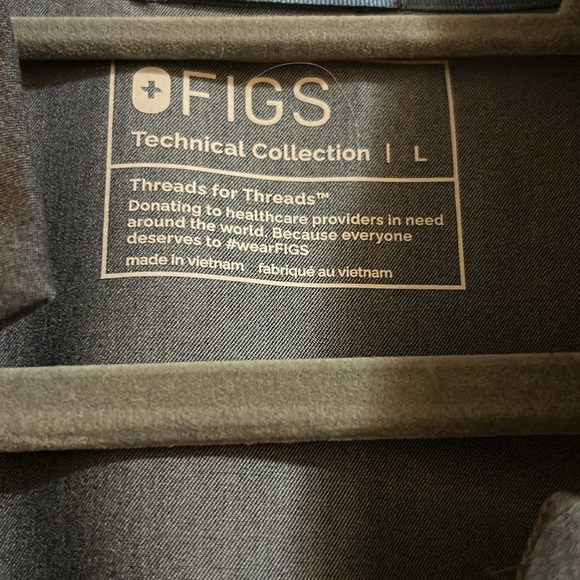 FIGS
Technical Collection | L
Threads for Threads™
Donating to healthcare providers in need
around the world. Because everyone
deserves to #wearFIGS
made in vietnam fabriqué au vietnam